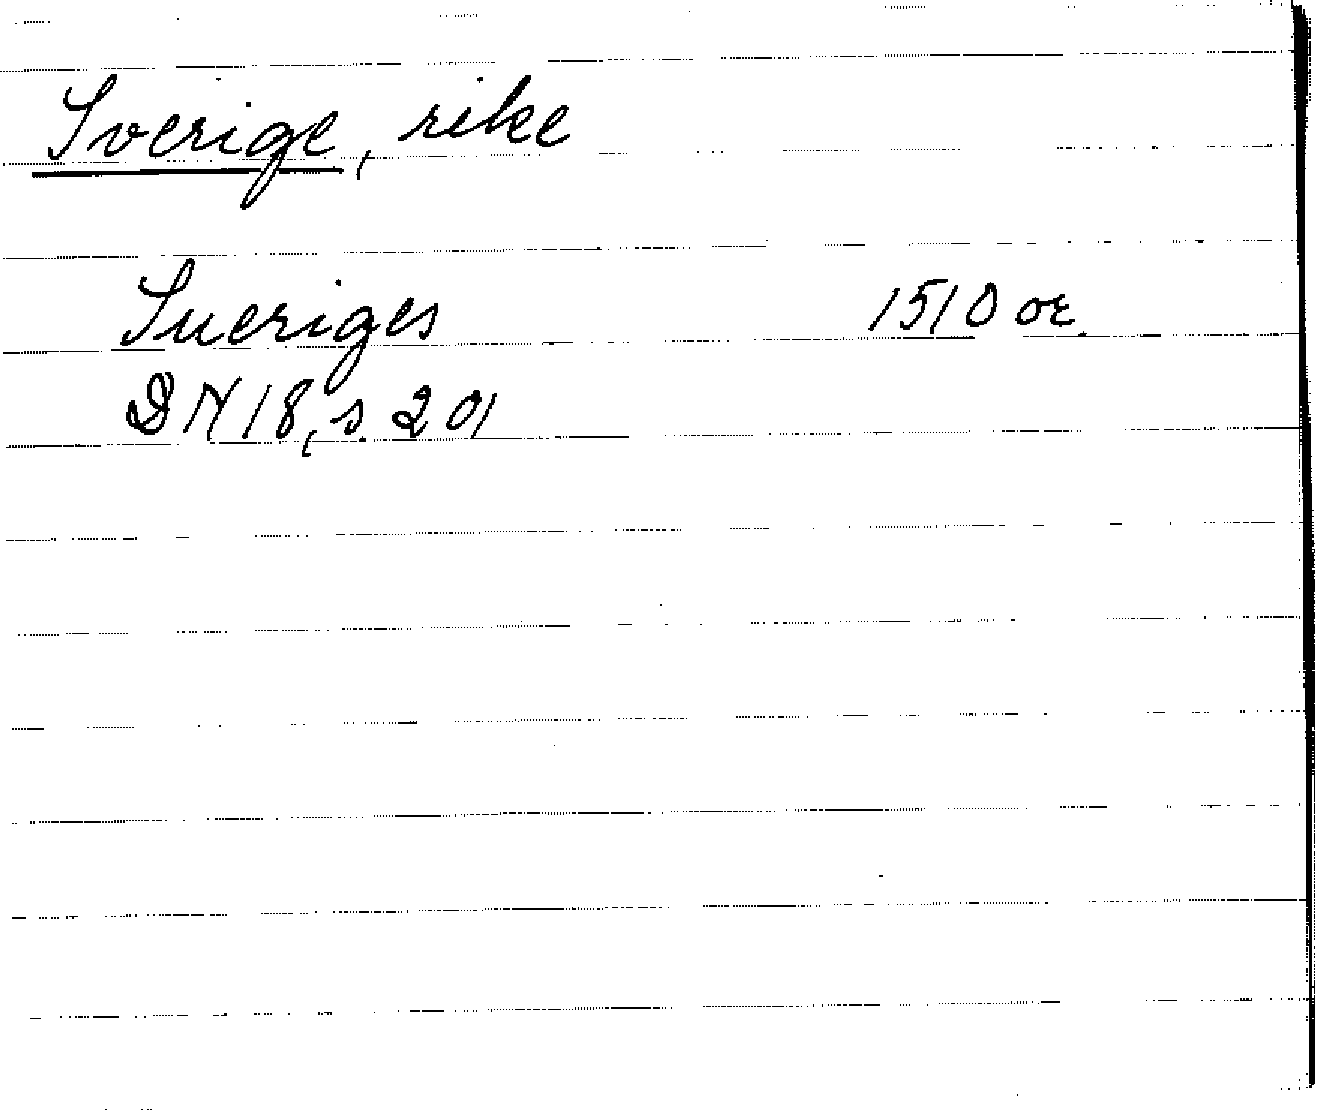 Sverige, rike
Sueriges 1510 or.
DN 18, s. 201